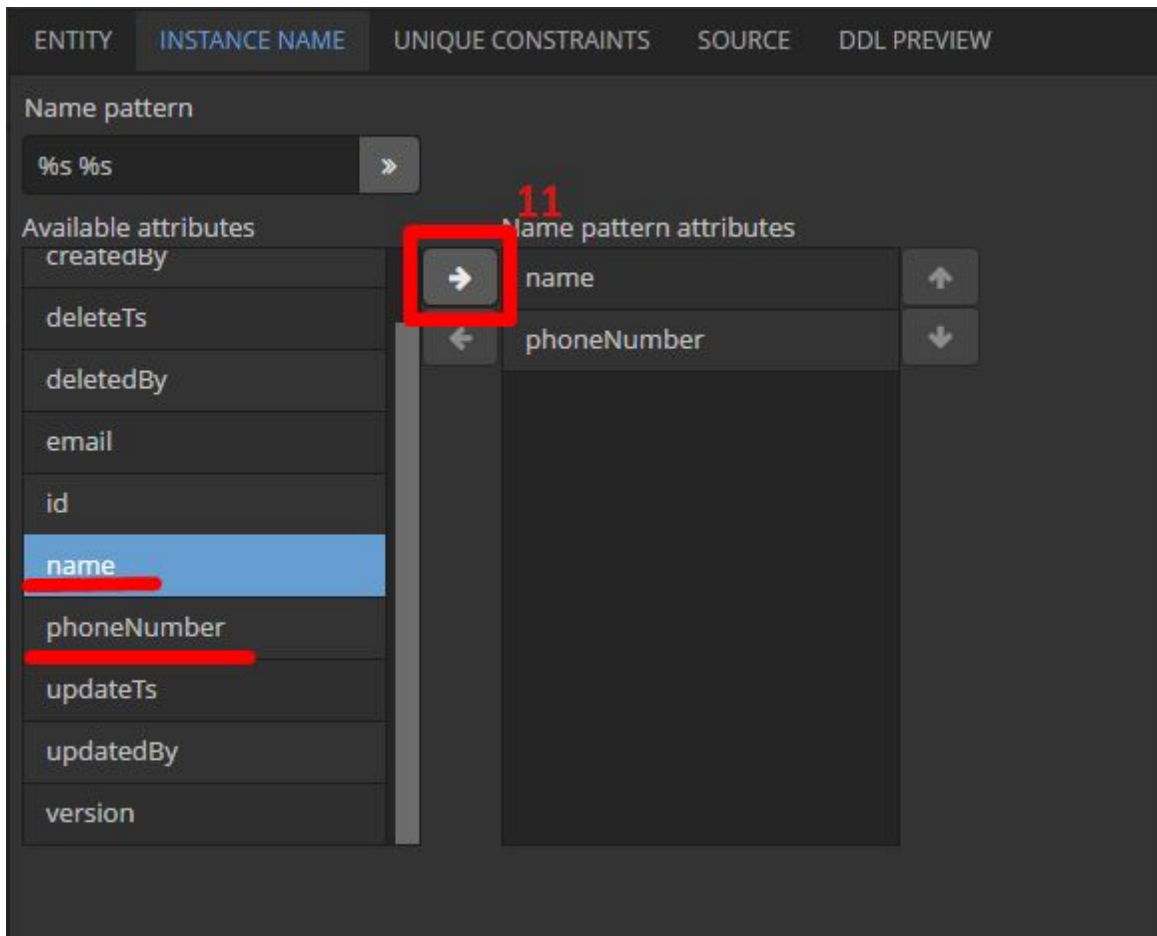 ENTITY INSTANCE NAME UNIQUE CONSTRAINTS SOURCE DDL PREVIEW
Name pattern
%s %s
11
Available attributes
Name pattern attributes
createdBy
deleteTs
deletedBy
email
id
name
phoneNumber
updateTs
updatedBy
version
name
phoneNumber